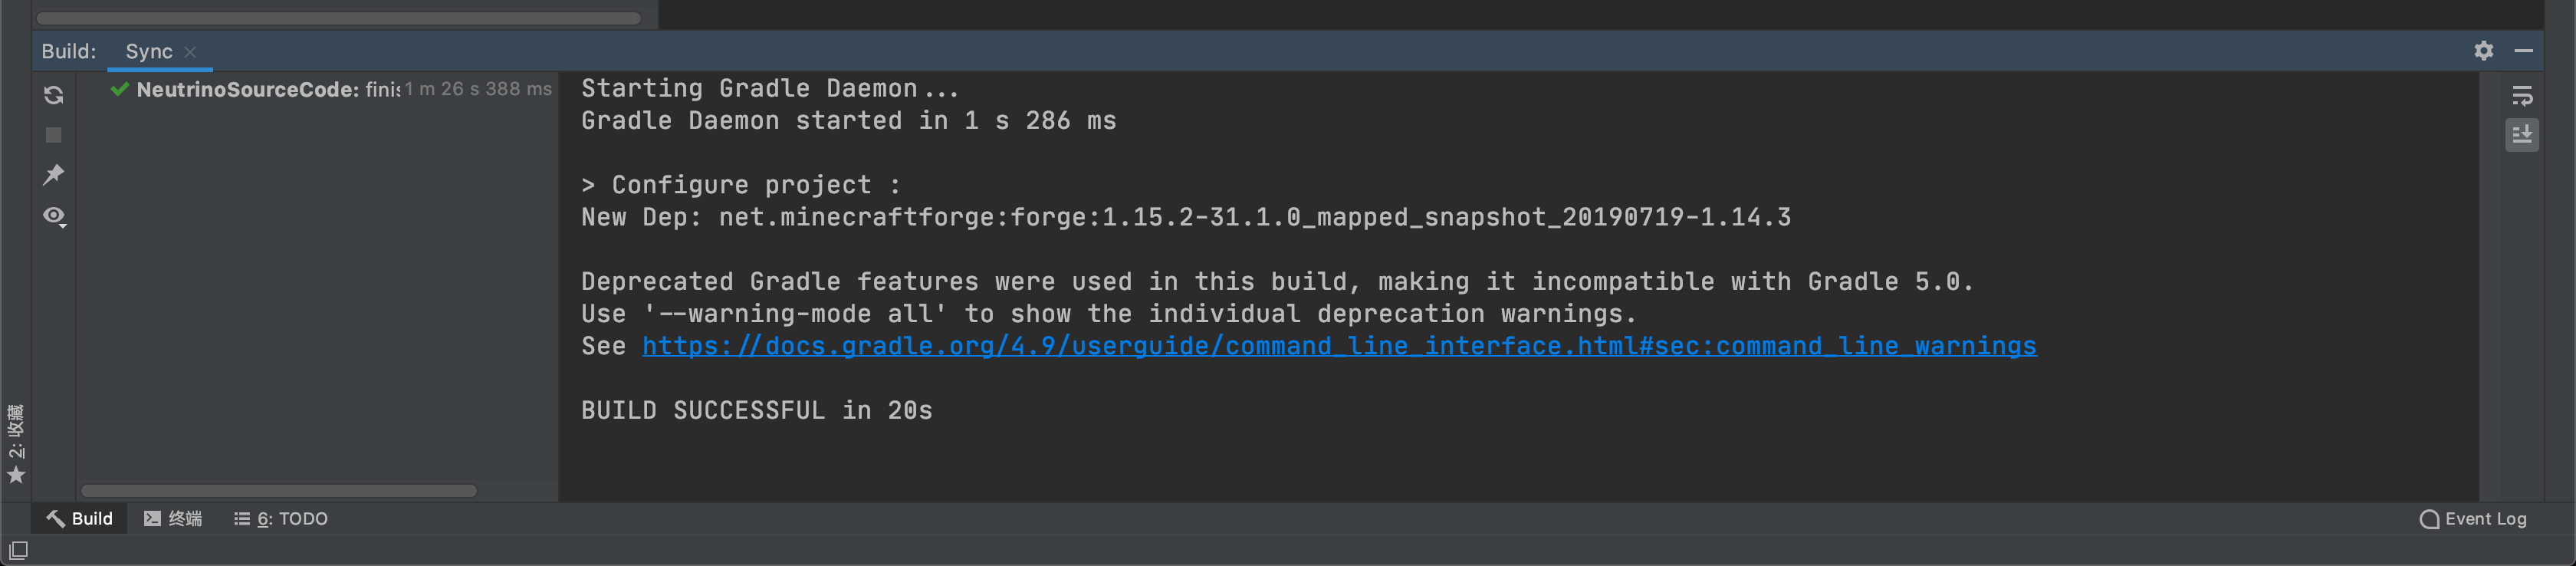 Build: Sync
NeutrinoSourceCode: finis 1 m 26 s 388 ms
Starting Gradle Daemon...
Gradle Daemon started in 1 s 286 ms
> Configure project :
New Dep: net.minecraftforge:forge:1.15.2-31.1.0_mapped_snapshot_20190719-1.14.3
Deprecated Gradle features were used in this build, making it incompatible with Gradle 5.0.
Use '--warning-mode all' to show the individual deprecation warnings.
See https://docs.gradle.org/4.9/userguide/command_line_interface.html#sec:command_line_warnings
BUILD SUCCESSFUL in 20s
2: 收藏
Build 终端 6: TODO Event Log